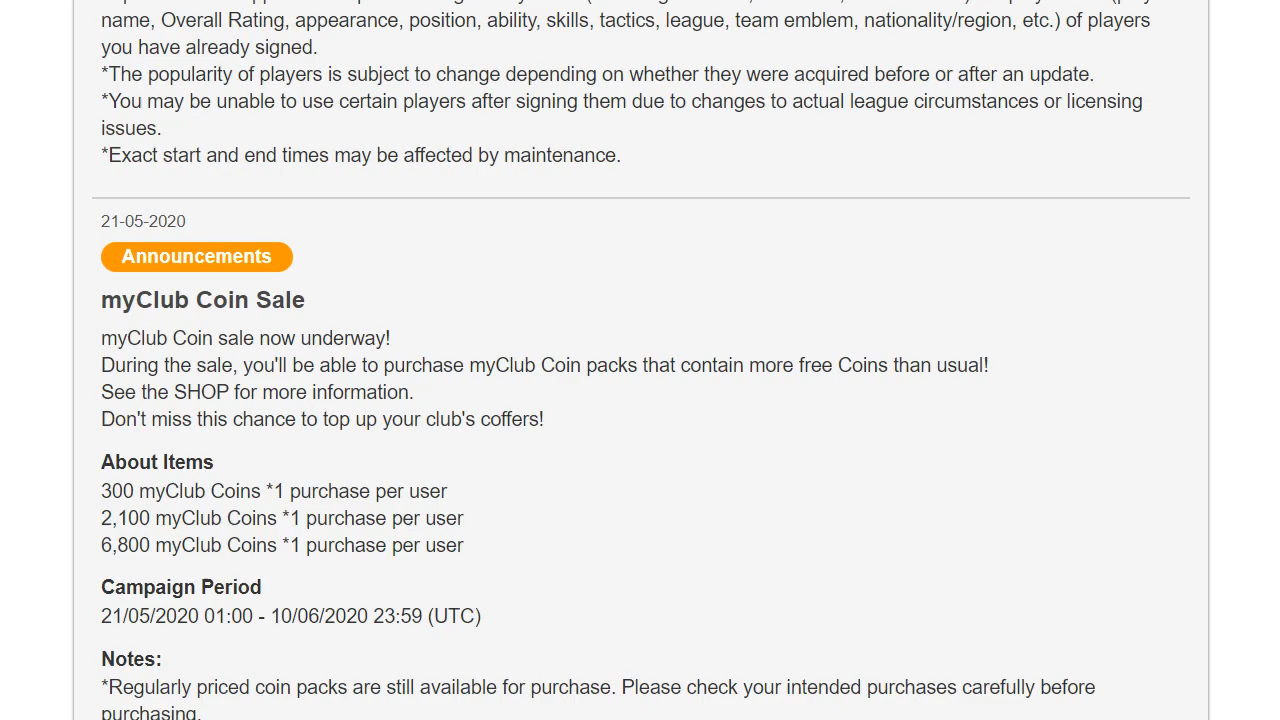 name, Overall Rating, appearance, position, ability, skills, tactics, league, team emblem, nationality/region, etc.) of players
you have already signed.
*The popularity of players is subject to change depending on whether they were acquired before or after an update.
*You may be unable to use certain players after signing them due to changes to actual league circumstances or licensing
issues.
*Exact start and end times may be affected by maintenance.
21-05-2020
Announcements
myClub Coin Sale
myClub Coin sale now underway!
During the sale, you'll be able to purchase myClub Coin packs that contain more free Coins than usual!
See the SHOP for more information.
Don't miss this chance to top up your club's coffers!
About Items
300 myClub Coins *1 purchase per user
2,100 myClub Coins *1 purchase per user
6,800 myClub Coins *1 purchase per user
Campaign Period
21/05/2020 01:00 - 10/06/2020 23:59 (UTC)
Notes:
*Regularly priced coin packs are still available for purchase. Please check your intended purchases carefully before
purchasing.